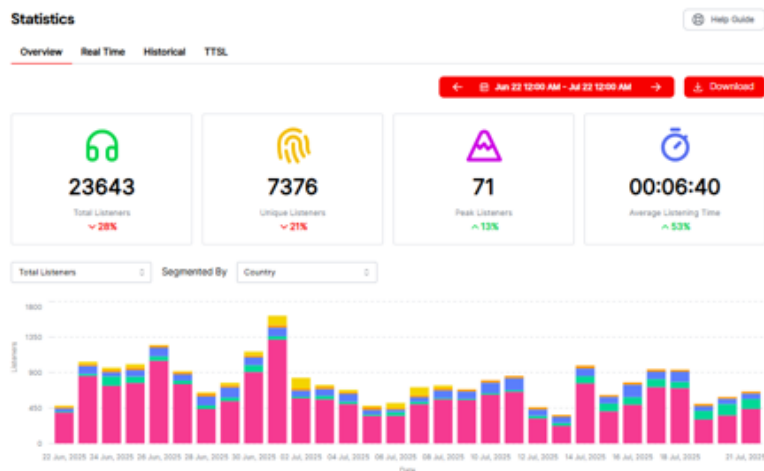 Statistics
Help Guide
Overview Real Time Historical TTSL
Jun 22 12:00 AM - Jul 22 12:00 AM
Download
23643
Total Listeners
28%
7376
Unique Listeners
21%
71
Peak Listeners
13%
00:06:40
Average Listening Time
53%
Total Listeners Segmented By Country
1800
1350
900
450
0
Listeners
22 Jun, 2025 24 Jun, 2025 26 Jun, 2025 28 Jun, 2025 30 Jun, 2025 02 Jul, 2025 04 Jul, 2025 06 Jul, 2025 08 Jul, 2025 10 Jul, 2025 12 Jul, 2025 14 Jul, 2025 16 Jul, 2025 18 Jul, 2025 21 Jul, 2025
Date